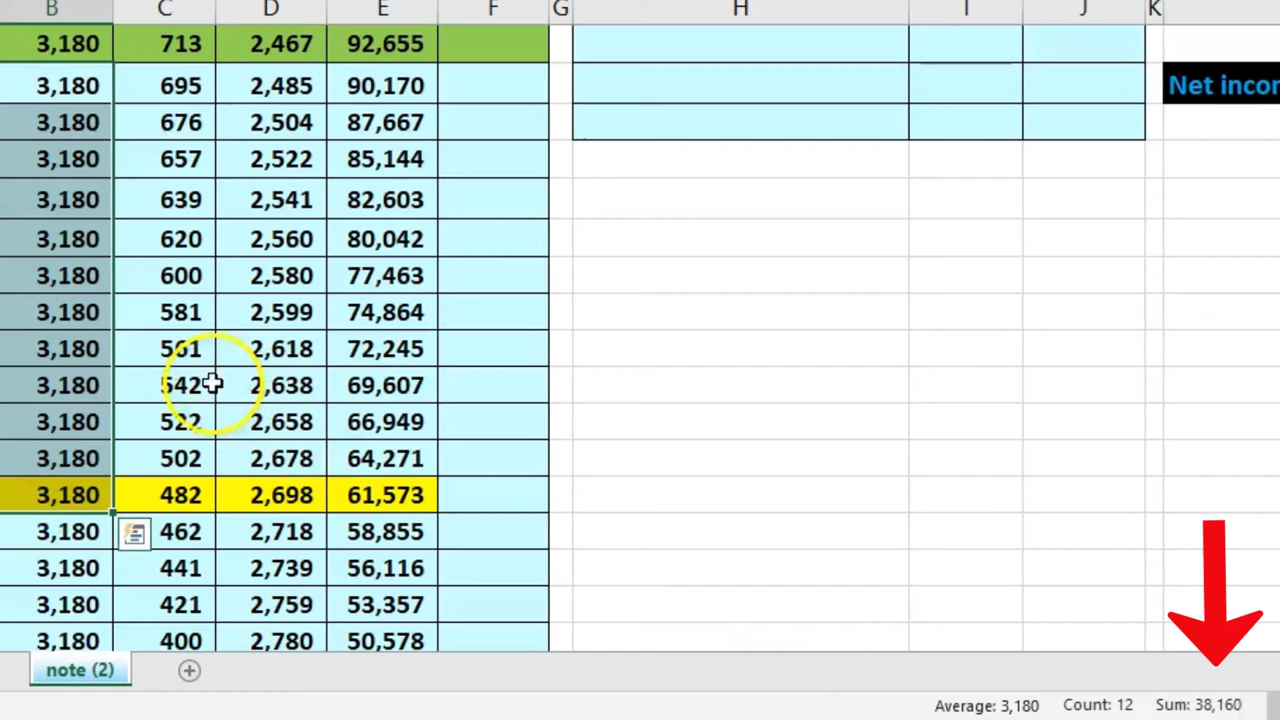 B C D E F G H I J K
3,180 713 2,467 92,655
3,180 695 2,485 90,170 Net incom
3,180 676 2,504 87,667
3,180 657 2,522 85,144
3,180 639 2,541 82,603
3,180 620 2,560 80,042
3,180 600 2,580 77,463
3,180 581 2,599 74,864
3,180 561 2,618 72,245
3,180 542 2,638 69,607
3,180 522 2,658 66,949
3,180 502 2,678 64,271
3,180 482 2,698 61,573
3,180 462 2,718 58,855
3,180 441 2,739 56,116
3,180 421 2,759 53,357
3,180 400 2,780 50,578
note (2)
Average: 3,180 Count: 12 Sum: 38,160